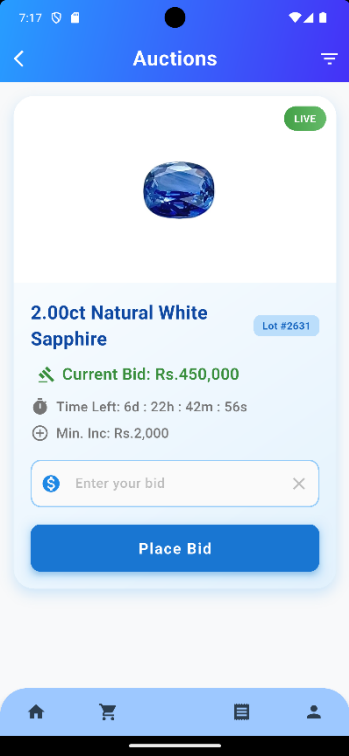 7:17
Auctions
LIVE
2.00ct Natural White
Sapphire
Lot #2631
Current Bid: Rs.450,000
Time Left: 6d : 22h : 42m : 56s
Min. Inc: Rs.2,000
Enter your bid
Place Bid